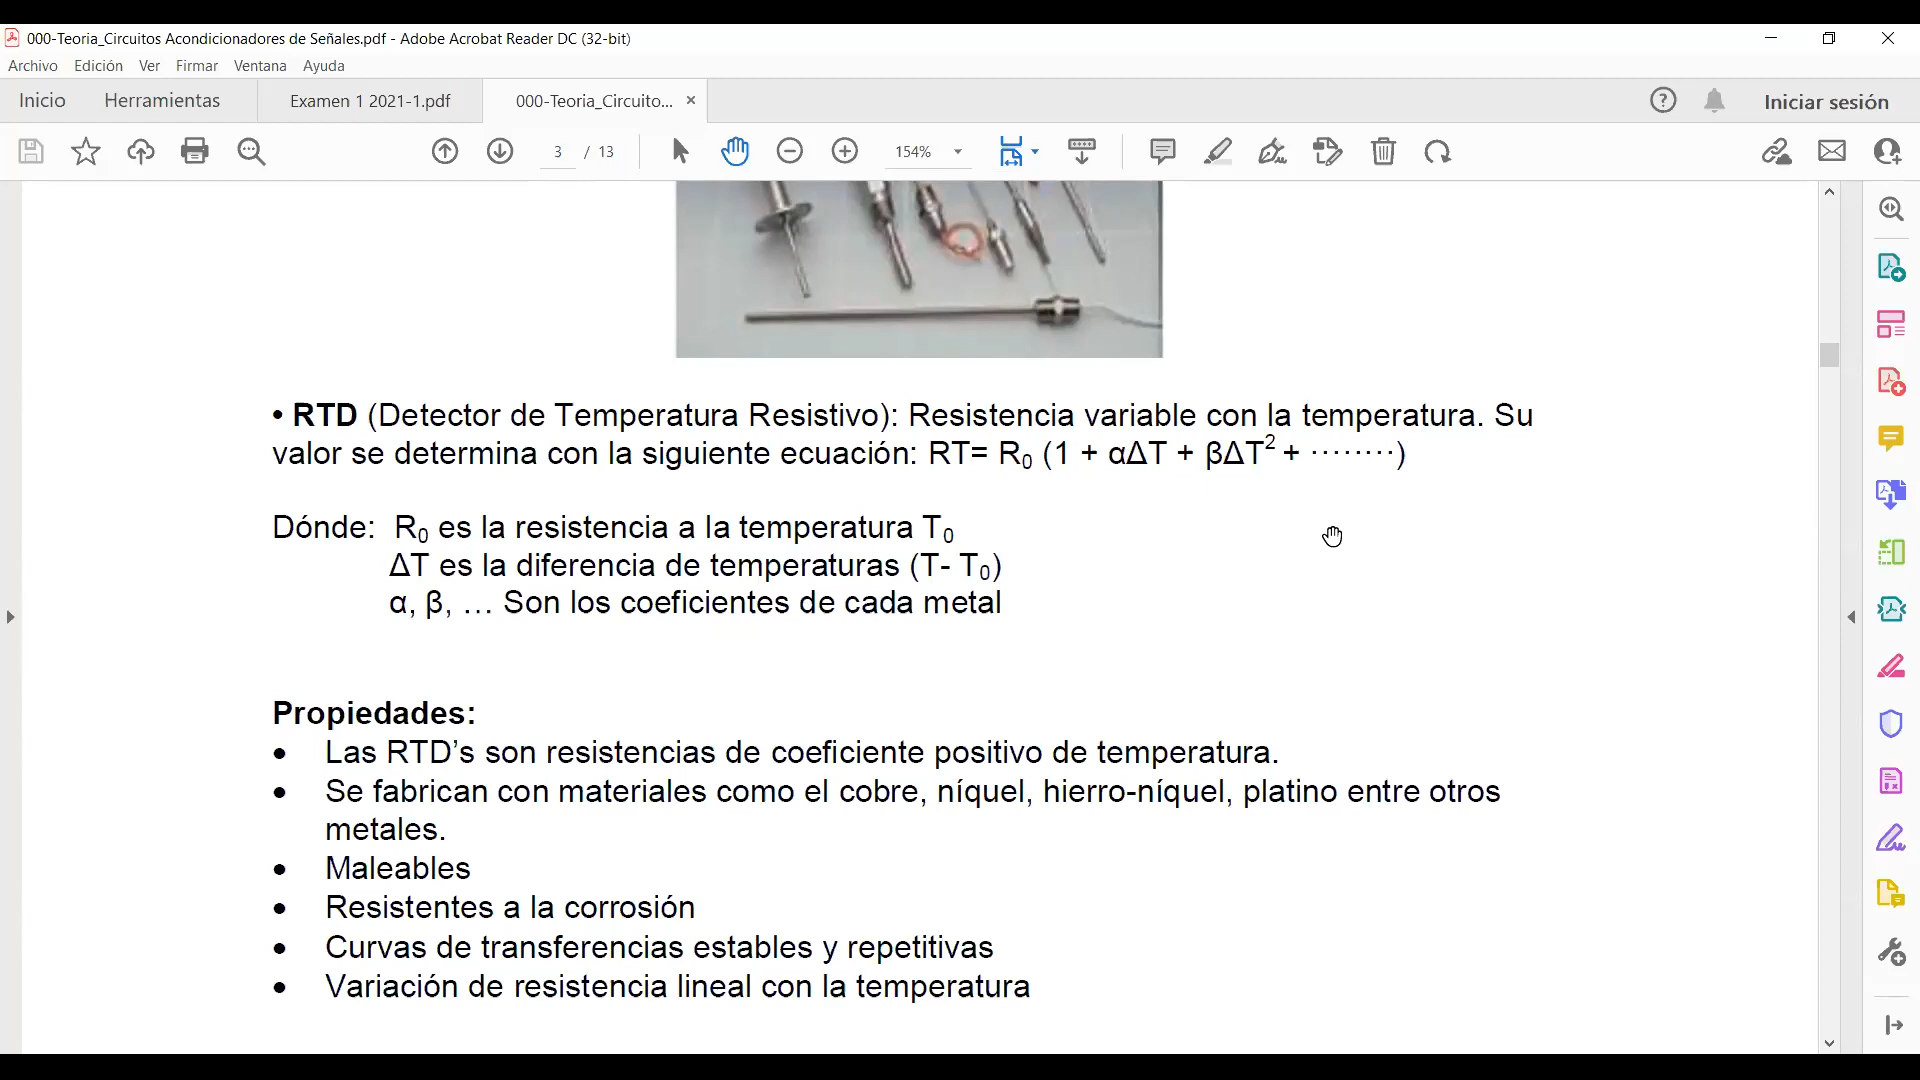 000-Teoria_Circuitos Acondicionadores de Señales.pdf - Adobe Acrobat Reader DC (32-bit)
Archivo Edición Ver Firmar Ventana Ayuda
Inicio Herramientas Examen 1 2021-1.pdf 000-Teoria_Circuito... × Iniciar sesión
3 / 13 154%
• RTD (Detector de Temperatura Resistivo): Resistencia variable con la temperatura. Su
valor se determina con la siguiente ecuación: RT= R₀ (1 + αΔT + βΔT² + ········)
Dónde: R₀ es la resistencia a la temperatura T₀
ΔT es la diferencia de temperaturas (T- T₀)
α, β, … Son los coeficientes de cada metal
Propiedades:
• Las RTD’s son resistencias de coeficiente positivo de temperatura.
• Se fabrican con materiales como el cobre, níquel, hierro-níquel, platino entre otros
metales.
• Maleables
• Resistentes a la corrosión
• Curvas de transferencias estables y repetitivas
• Variación de resistencia lineal con la temperatura